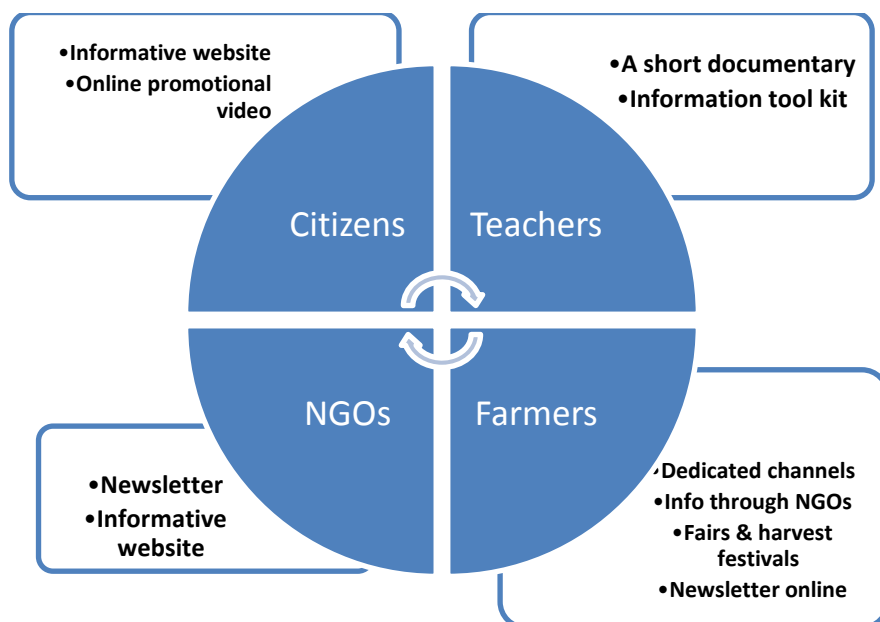 •Informative website
•Online promotional
video
•A short documentary
•Information tool kit
Citizens
Teachers
NGOs
Farmers
•Newsletter
•Informative
website
•Dedicated channels
•Info through NGOs
•Fairs & harvest
festivals
•Newsletter online